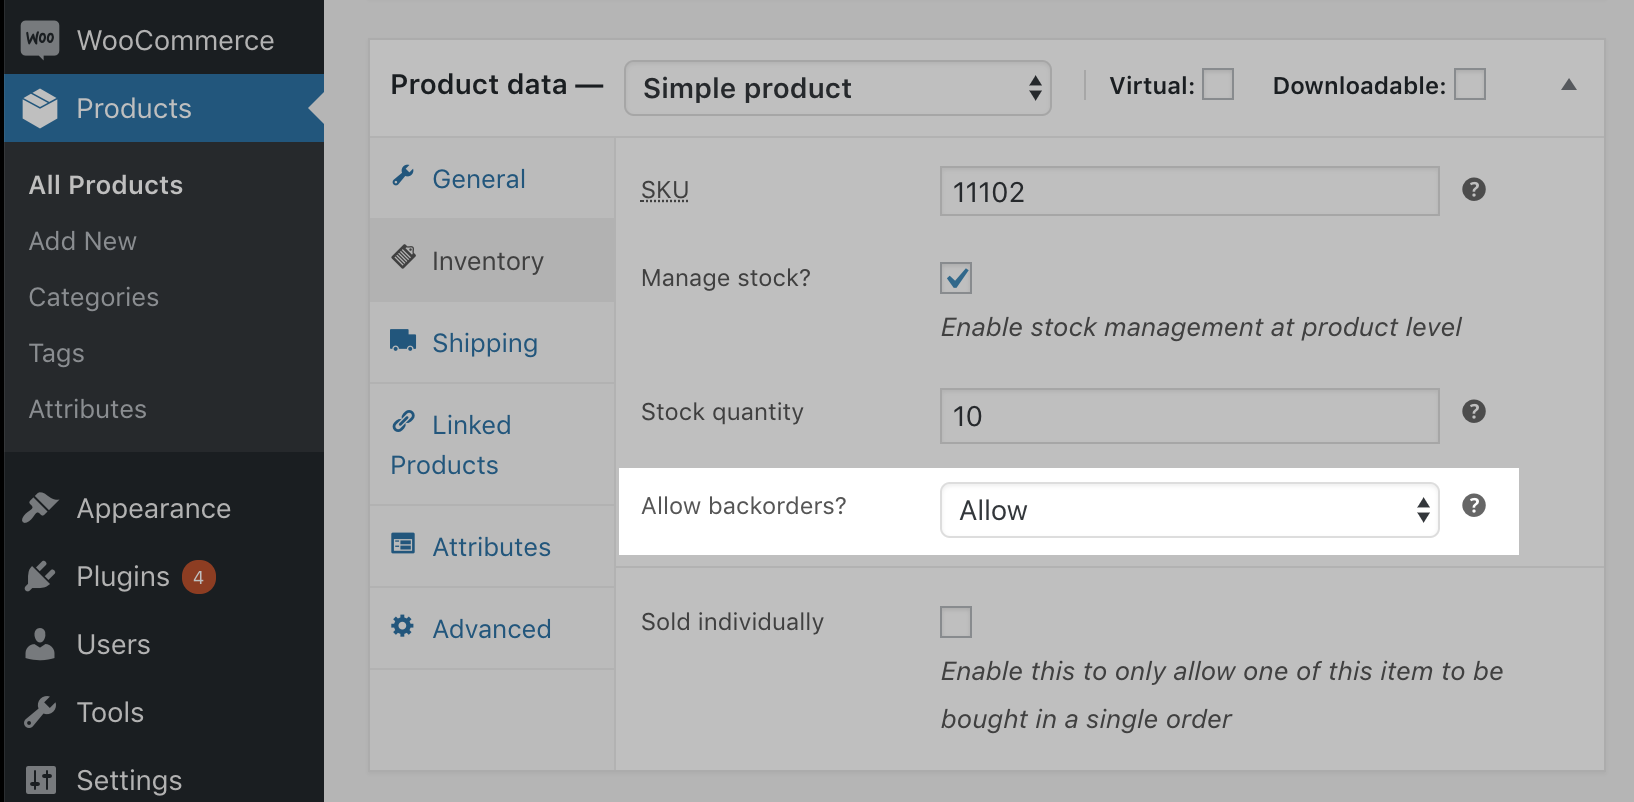 Woo WooCommerce
Products
All Products
Add New
Categories
Tags
Attributes
Appearance
Plugins 4
Users
Tools
Settings
Product data — Simple product Virtual: Downloadable:
General
Inventory
Shipping
Linked
Products
Attributes
Advanced
SKU 11102 ?
Manage stock?
Enable stock management at product level
Stock quantity 10 ?
Allow backorders? Allow ?
Sold individually
Enable this to only allow one of this item to be
bought in a single order